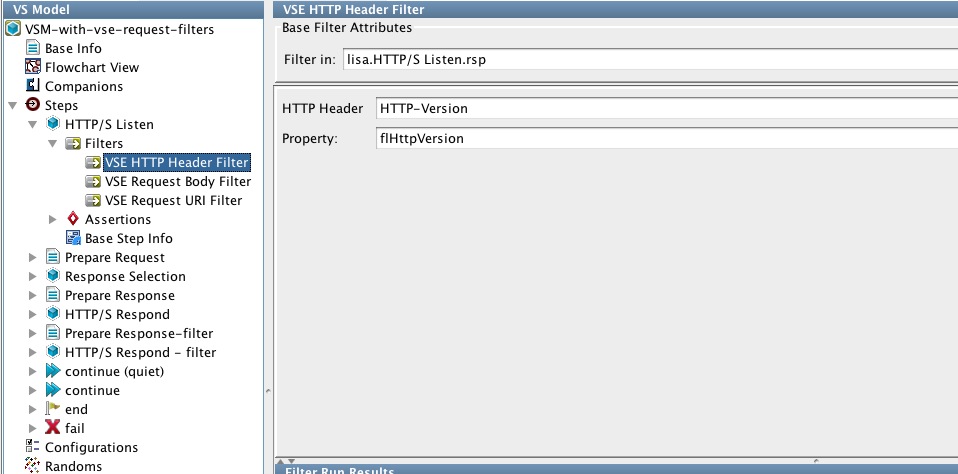 VS Model
VSM-with-vse-request-filters
Base Info
Flowchart View
Companions
Steps
HTTP/S Listen
Filters
VSE HTTP Header Filter
VSE Request Body Filter
VSE Request URI Filter
Assertions
Base Step Info
Prepare Request
Response Selection
Prepare Response
HTTP/S Respond
Prepare Response-filter
HTTP/S Respond - filter
continue (quiet)
continue
end
fail
Configurations
Randoms
VSE HTTP Header Filter
Base Filter Attributes
Filter in: lisa.HTTP/S Listen.rsp
HTTP Header HTTP-Version
Property: flHttpVersion
Filter Run Results